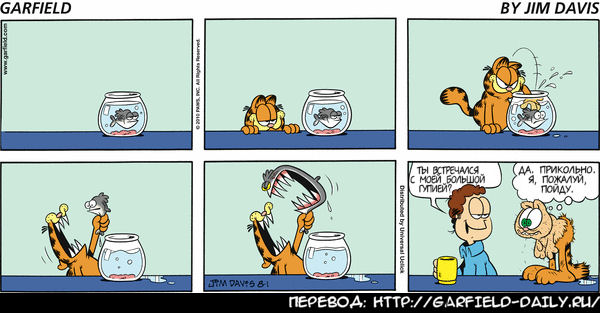 GARFIELD
BY JIM DAVIS
www.garfield.com
© 2010 PAWS, INC. All Rights Reserved.
JIM DAVIS 8-1
Distributed by Universal Uclick
ТЫ ВСТРЕЧАЛСЯ
С МОЕЙ БОЛЬШОЙ
ГУПИЕЙ?
ДА. ПРИКОЛЬНО.
Я, ПОЖАЛУЙ,
ПОЙДУ.
ПЕРЕВОД: HTTP://GARFIELD-DAILY.RU/